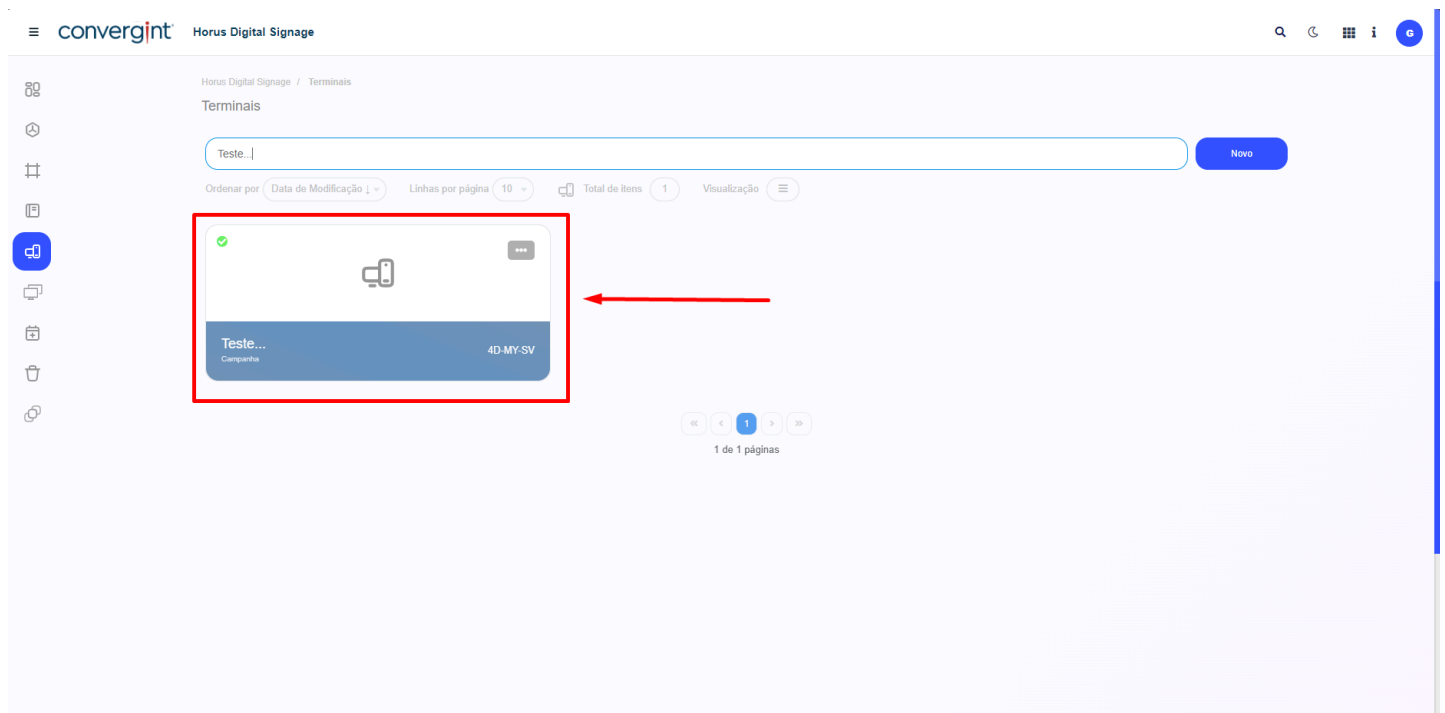 convergint Horus Digital Signage i G
Horus Digital Signage / Terminais
Terminais
Teste... Novo
Ordenar por Data de Modificação ↓ Linhas por página 10 Total de itens 1 Visualização
Teste... 4D-MY-SV
Campanha
« ‹ 1 › »
1 de 1 páginas